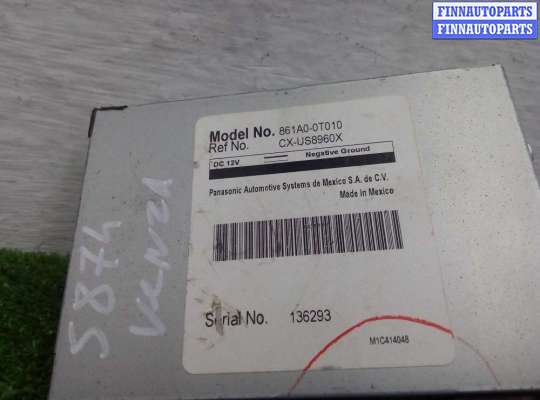 FINNAUTOPARTS
FINNAUTOPARTS
Model No. 861A0-0T010
Ref No. CX-US8960X
DC 12V Negative Ground
Panasonic Automotive Systems de Mexico S.A. de C.V.
Made in Mexico
Serial No. 136293
M1C414048
5874